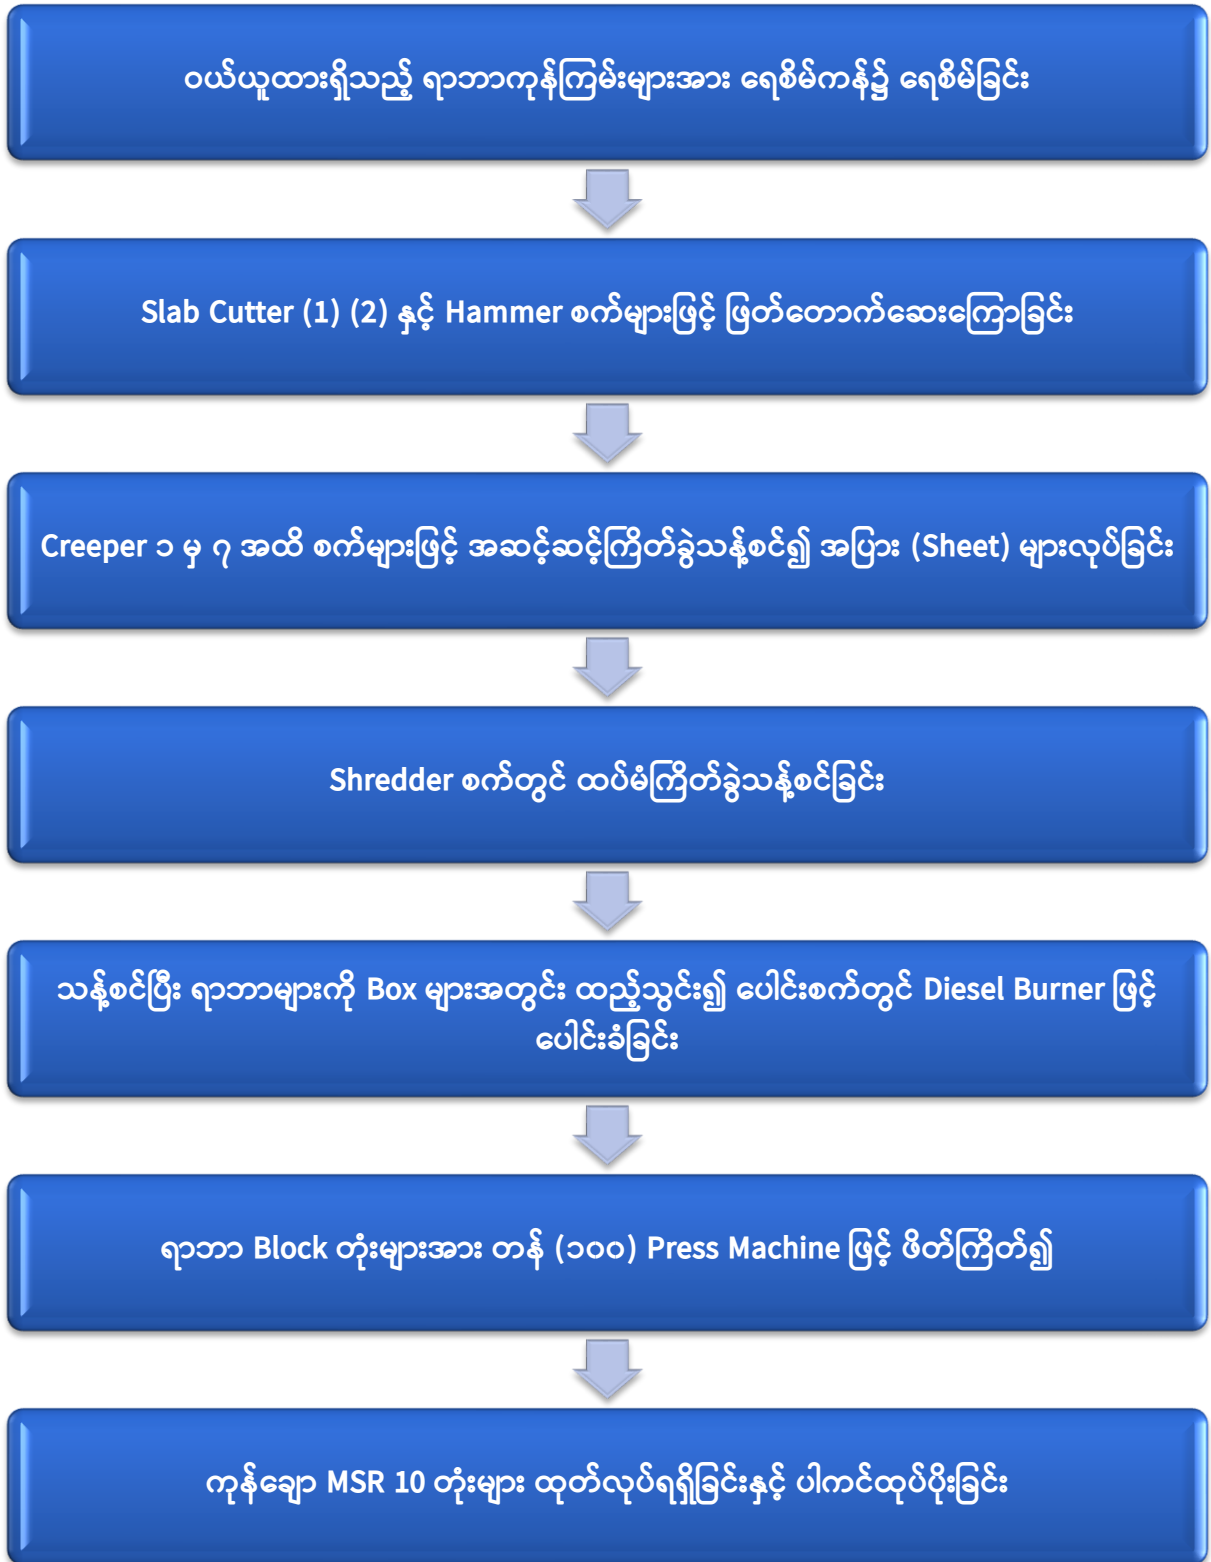 ဝယ်ယူထားရှိသည့် ရာဘာကုန်ကြမ်းများအား ရေစိမ်ကန်၌ ရေစိမ်ခြင်း
Slab Cutter (1) (2) နှင့် Hammer စက်များဖြင့် ဖြတ်တောက်ဆေးကြောခြင်း
Creeper ၁ မှ ၇ အထိ စက်များဖြင့် အဆင့်ဆင့်ကြိတ်ခွဲသန့်စင်၍ အပြား (Sheet) များလုပ်ခြင်း
Shredder စက်တွင် ထပ်မံကြိတ်ခွဲသန့်စင်ခြင်း
သန့်စင်ပြီး ရာဘာများကို Box များအတွင်း ထည့်သွင်း၍ ပေါင်းစက်တွင် Diesel Burner ဖြင့်
ပေါင်းခံခြင်း
ရာဘာ Block တုံးများအား တန် (၁၀၀) Press Machine ဖြင့် ဖိတ်ကြိတ်၍
ကုန်ချော MSR 10 တုံးများ ထုတ်လုပ်ရရှိခြင်းနှင့် ပါကင်ထုပ်ပိုးခြင်း